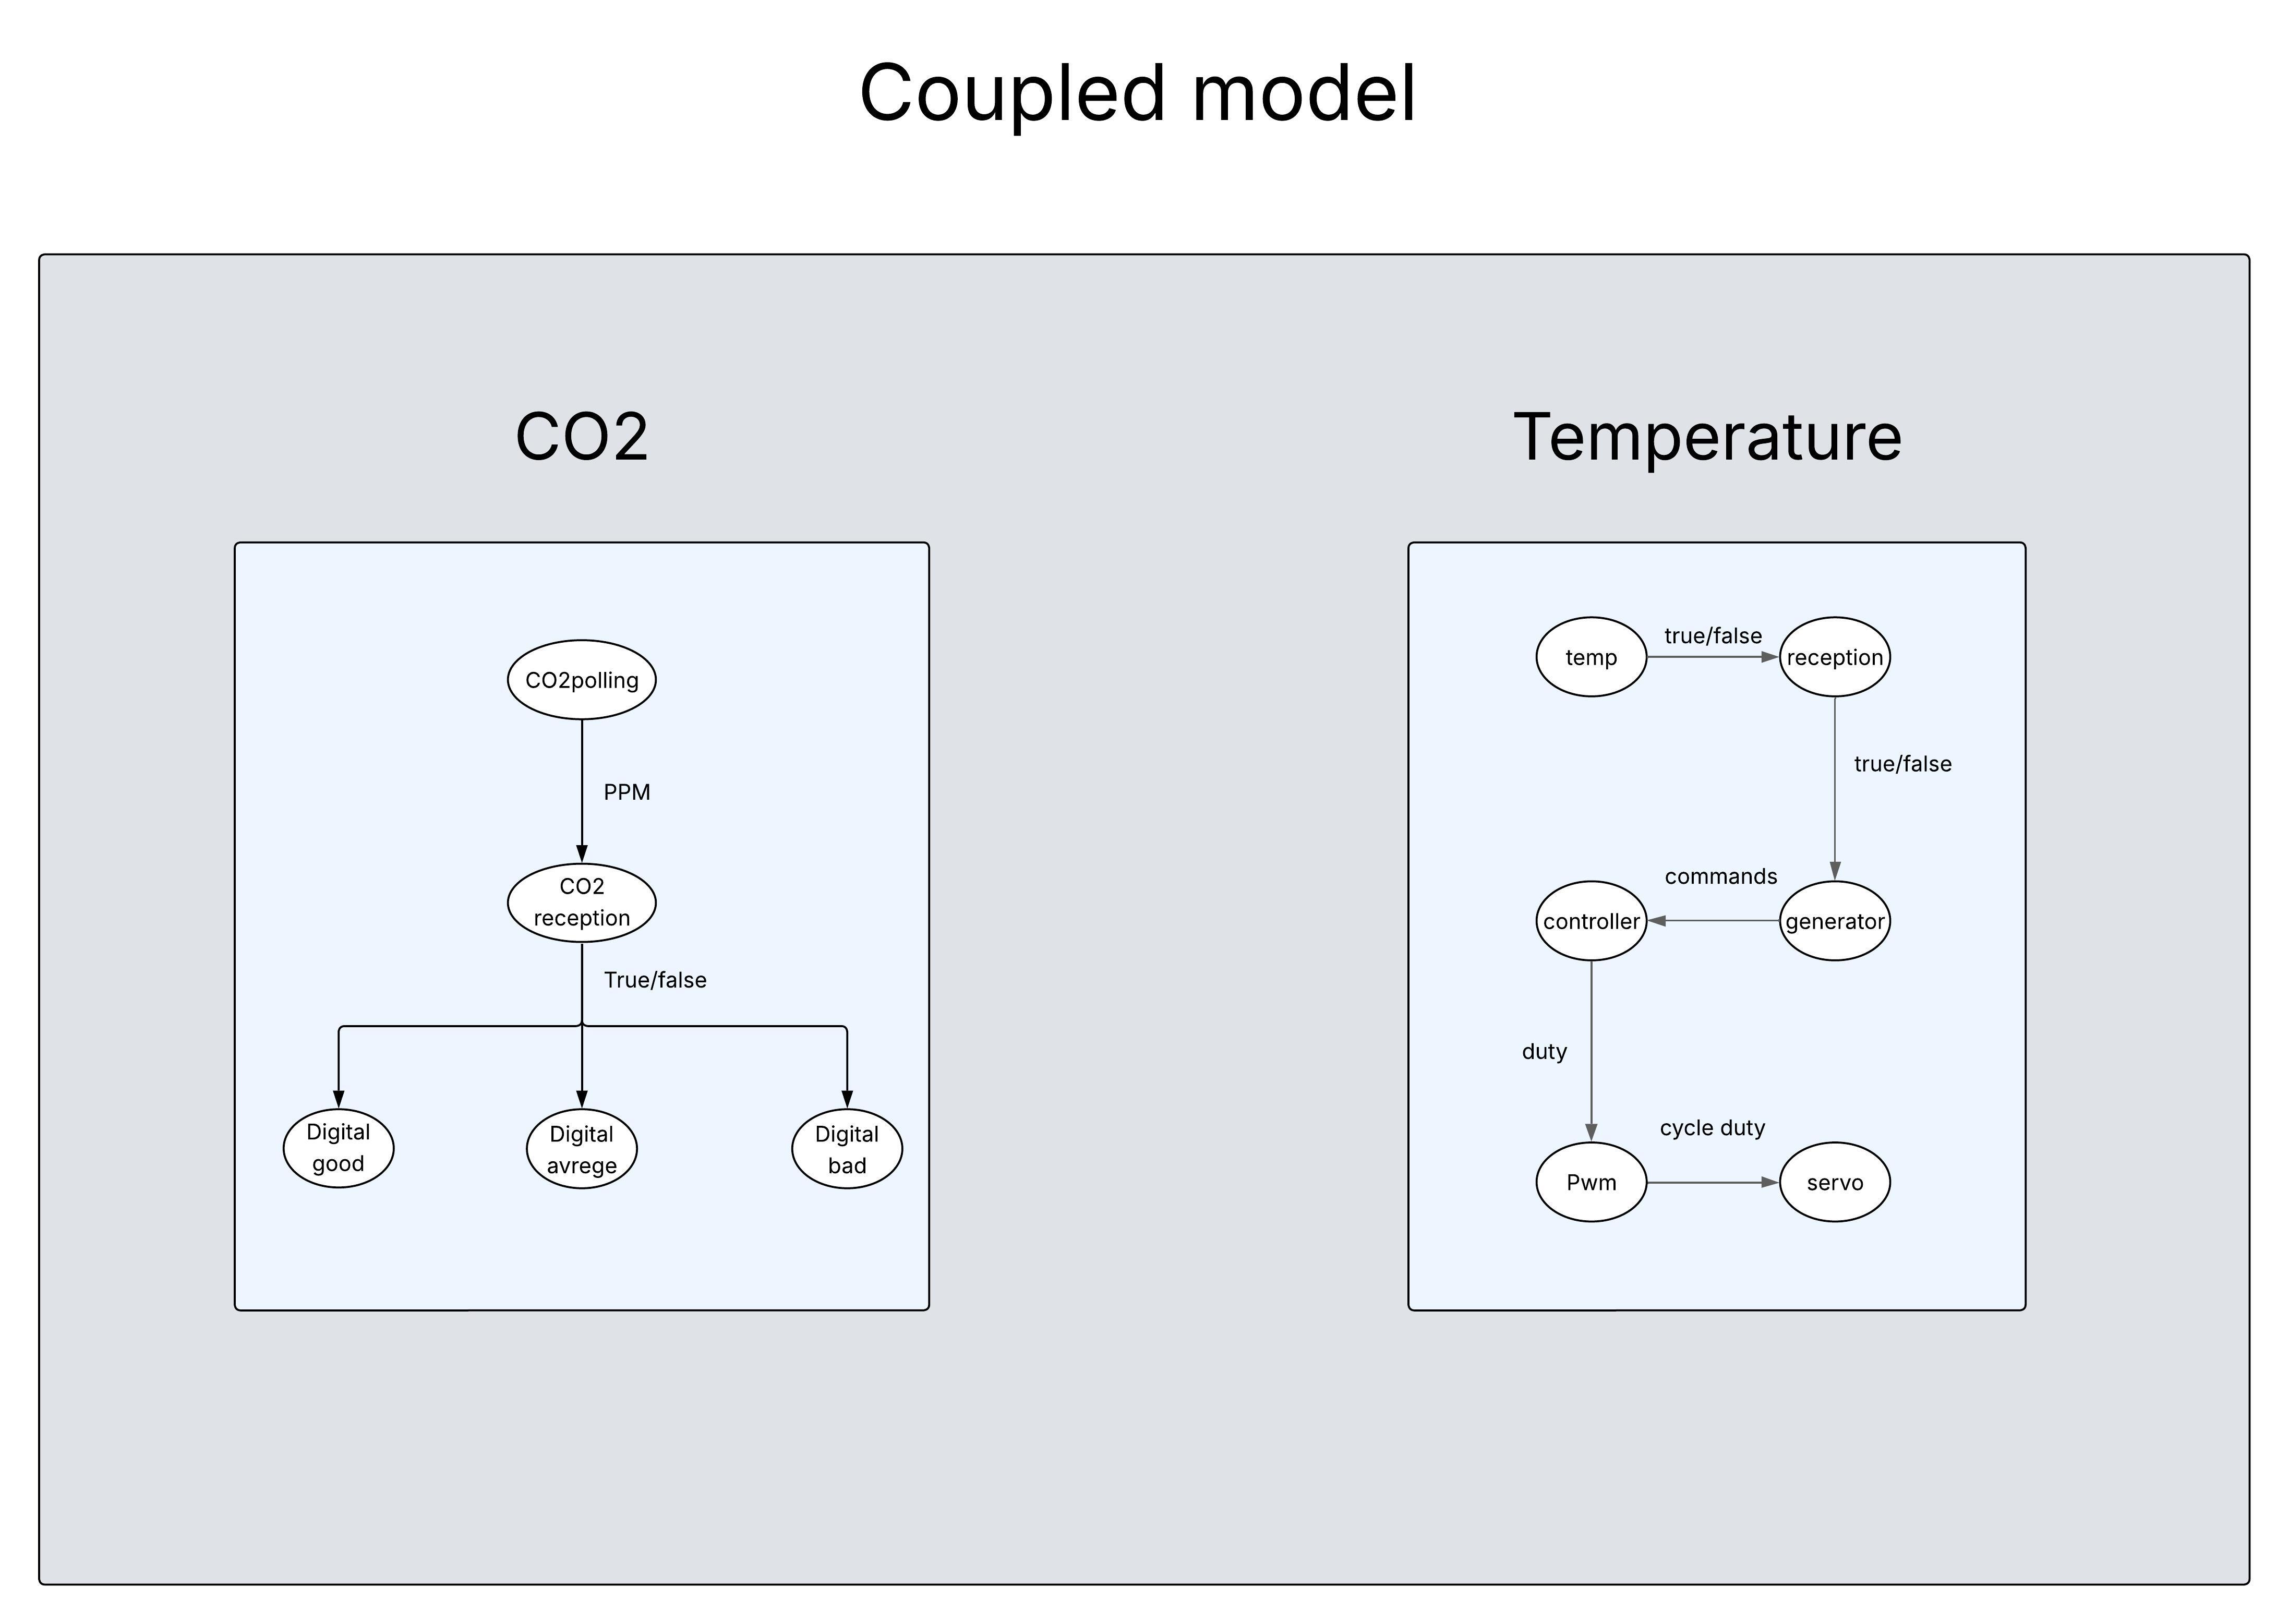 Coupled model
CO2
Temperature
CO2polling
PPM
CO2
reception
True/false
Digital
good
Digital
avrege
Digital
bad
temp
true/false
reception
true/false
commands
controller
generator
duty
cycle duty
Pwm
servo